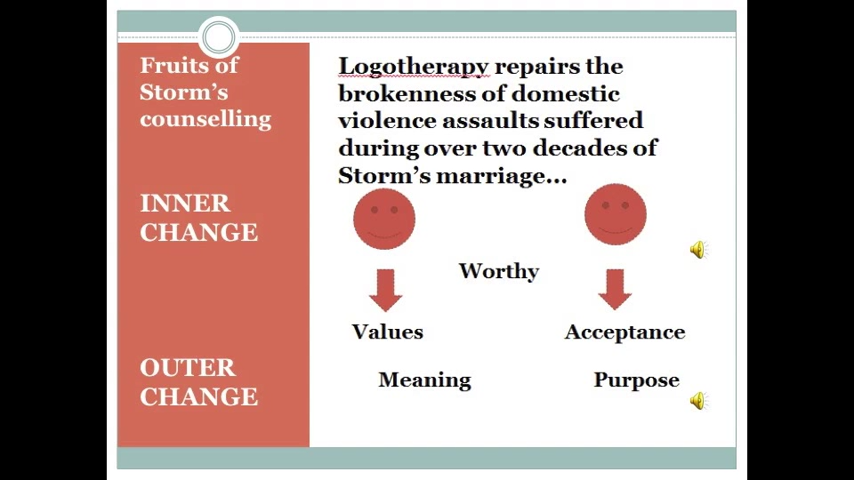 Fruits of
Storm's
counselling
INNER
CHANGE
OUTER
CHANGE
Logotherapy repairs the
brokenness of domestic
violence assaults suffered
during over two decades of
Storm's marriage...
Worthy
Values
Acceptance
Meaning
Purpose